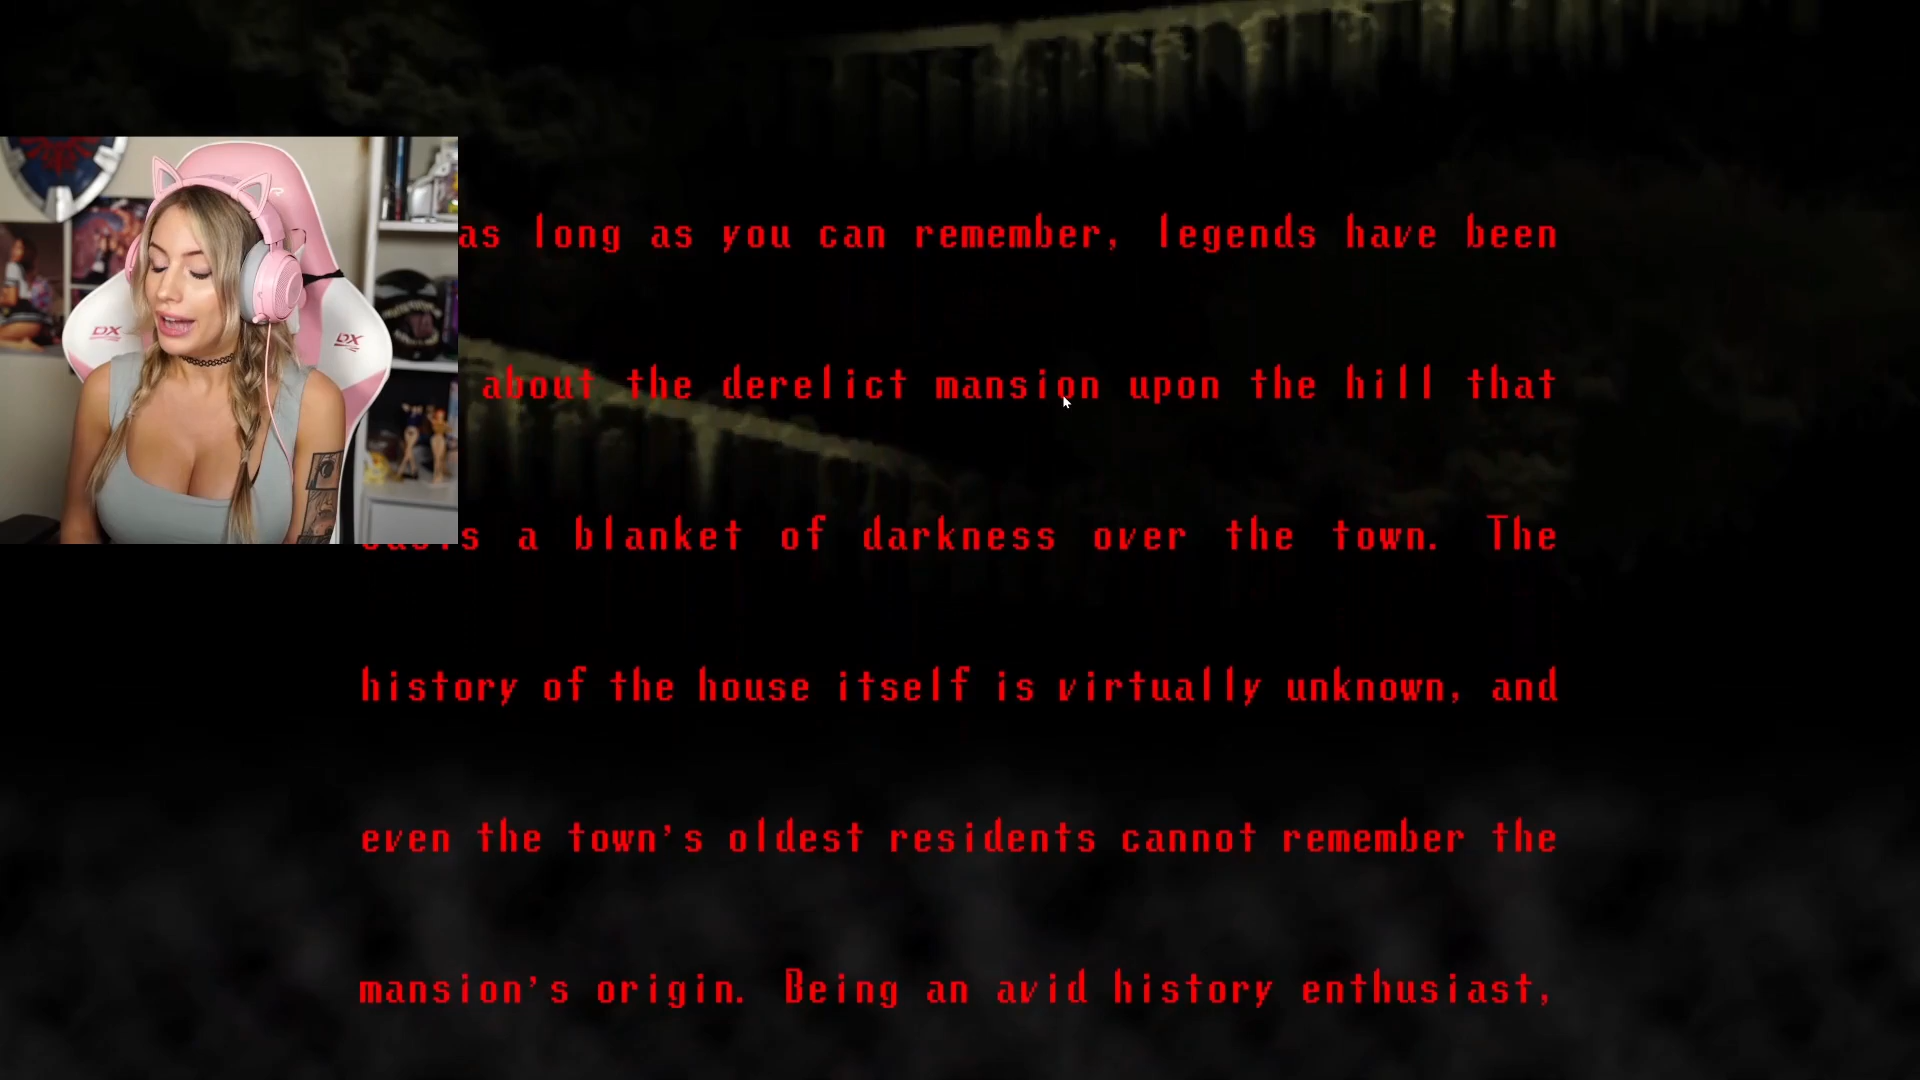 as long as you can remember, legends have been
about the derelict mansion upon the hill that
a blanket of darkness over the town. The
history of the house itself is virtually unknown, and
even the town's oldest residents cannot remember the
mansion's origin. Being an avid history enthusiast,
DX
DX